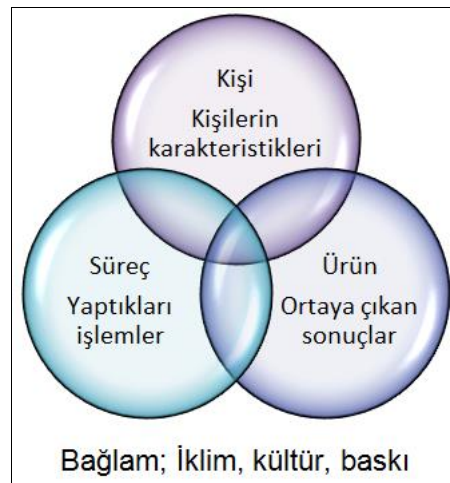 Kişi
Kişilerin
karakteristikleri
Süreç
Yaptıkları
işlemler
Ürün
Ortaya çıkan
sonuçlar
Bağlam; İklim, kültür, baskı